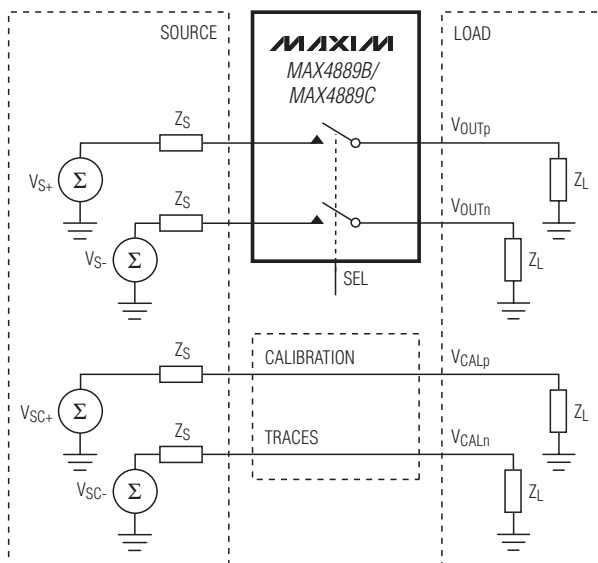 SOURCE
MAXIM
MAX4889B/
MAX4889C
LOAD
ZS
VOUTp
VS+
Σ
ZL
ZS
VOUTn
VS-
Σ
ZL
SEL
ZS
CALIBRATION
VCALp
VSC+
Σ
ZL
ZS
TRACES
VCALn
VSC-
Σ
ZL